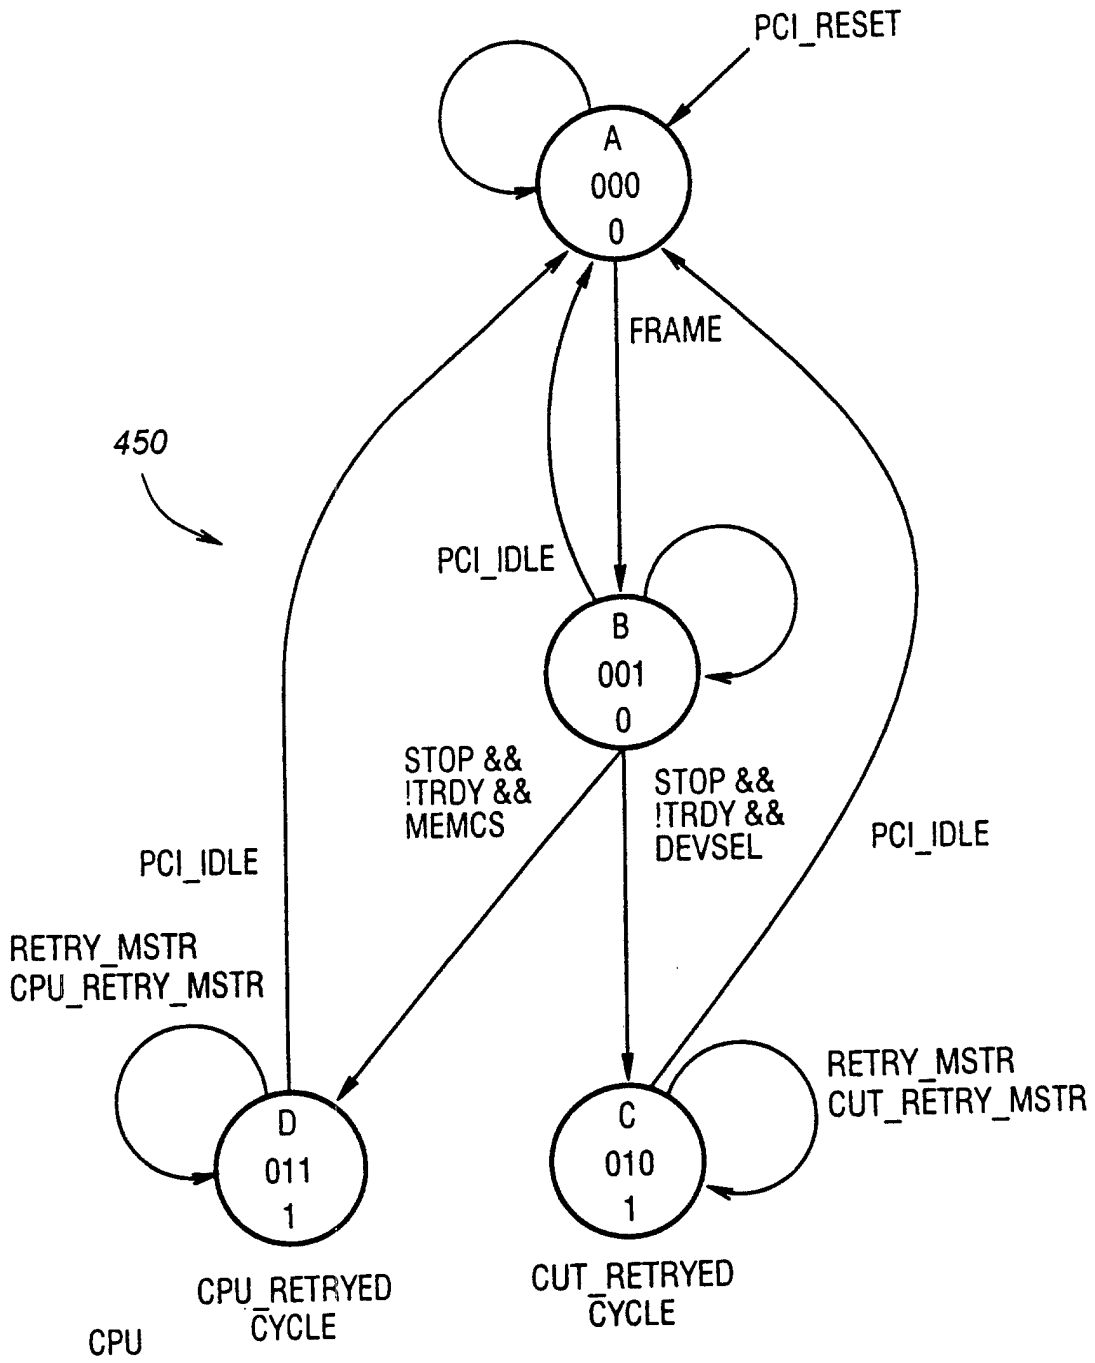 PCI_RESET
A
000
0
FRAME
450
PCI_IDLE
B
001
0
STOP &&
!TRDY &&
MEMCS
STOP &&
!TRDY &&
DEVSEL
PCI_IDLE
PCI_IDLE
RETRY_MSTR
CPU_RETRY_MSTR
RETRY_MSTR
CUT_RETRY_MSTR
D
011
1
C
010
1
CPU_RETRYED
CYCLE
CUT_RETRYED
CYCLE
CPU